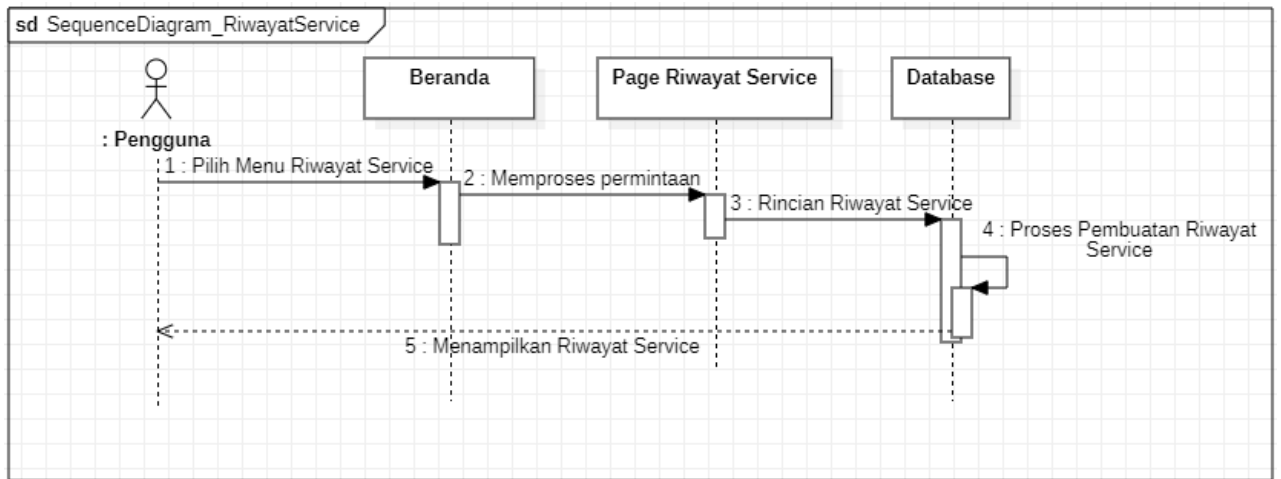 sd SequenceDiagram_RiwayatService
Beranda
Page Riwayat Service
Database
: Pengguna
1 : Pilih Menu Riwayat Service
2 : Memproses permintaan
3 : Rincian Riwayat Service
4 : Proses Pembuatan Riwayat
Service
5 : Menampilkan Riwayat Service